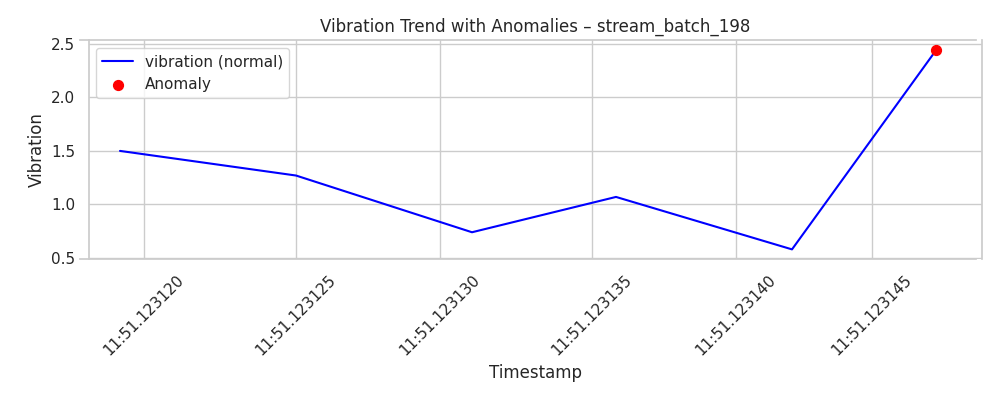 Vibration Trend with Anomalies – stream_batch_198
vibration (normal)
Anomaly
Vibration
2.5
2.0
1.5
1.0
0.5
11:51.123120
11:51.123125
11:51.123130
11:51.123135
11:51.123140
11:51.123145
Timestamp